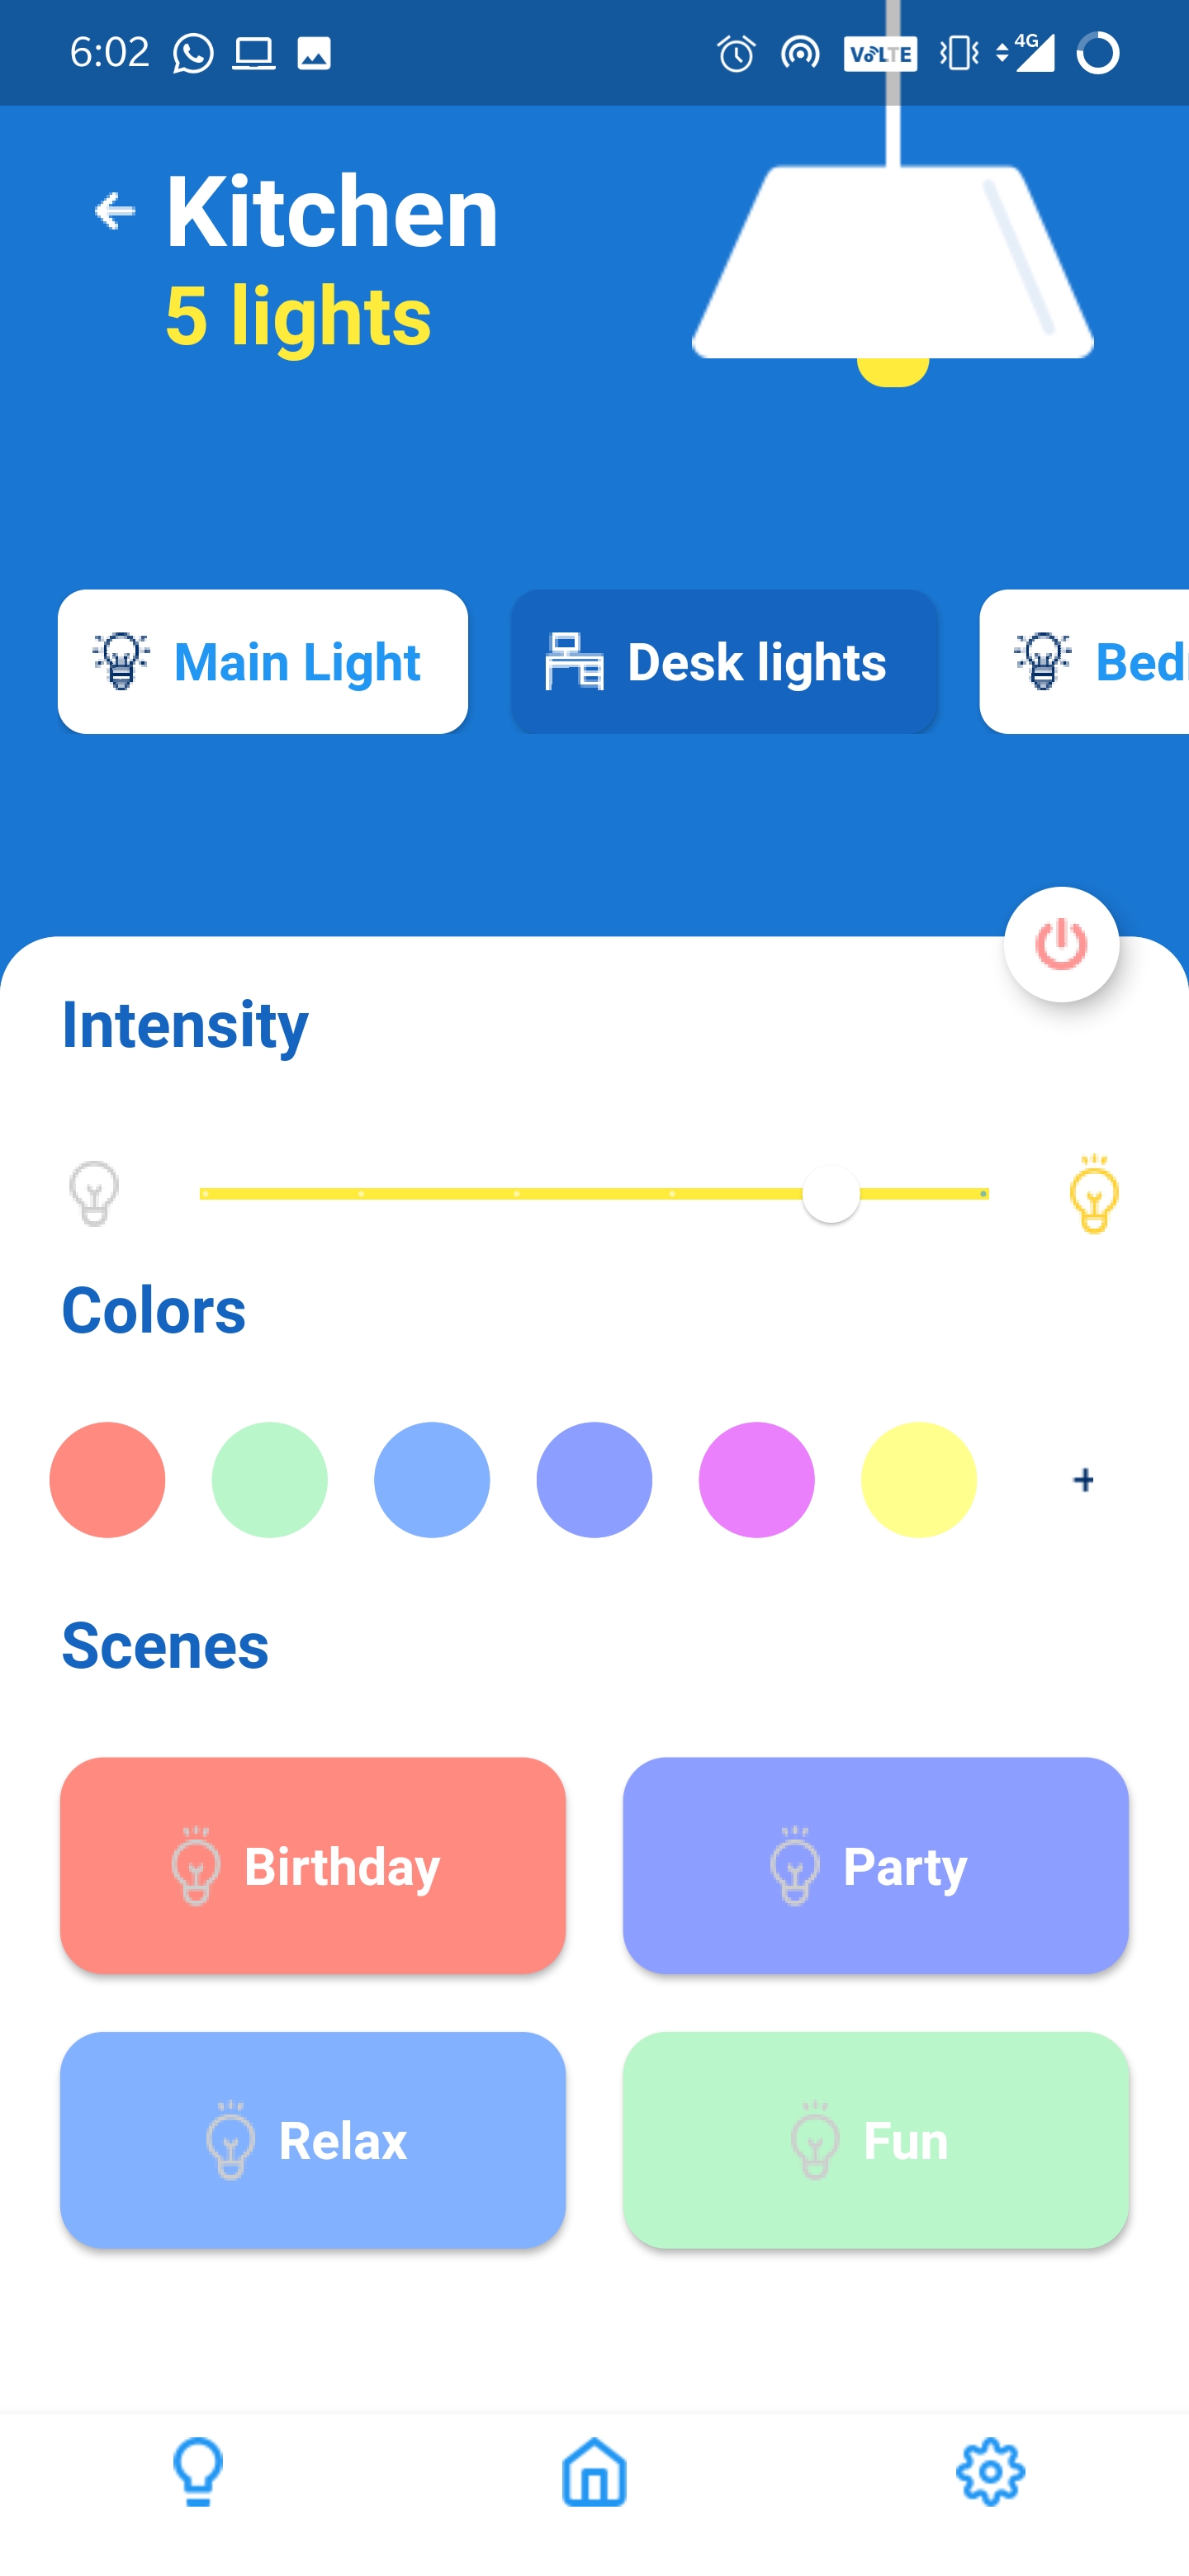 6:02 VoLTE 4G
Kitchen
5 lights
Main Light Desk lights Bed
Intensity
Colors
+
Scenes
Birthday Party
Relax Fun